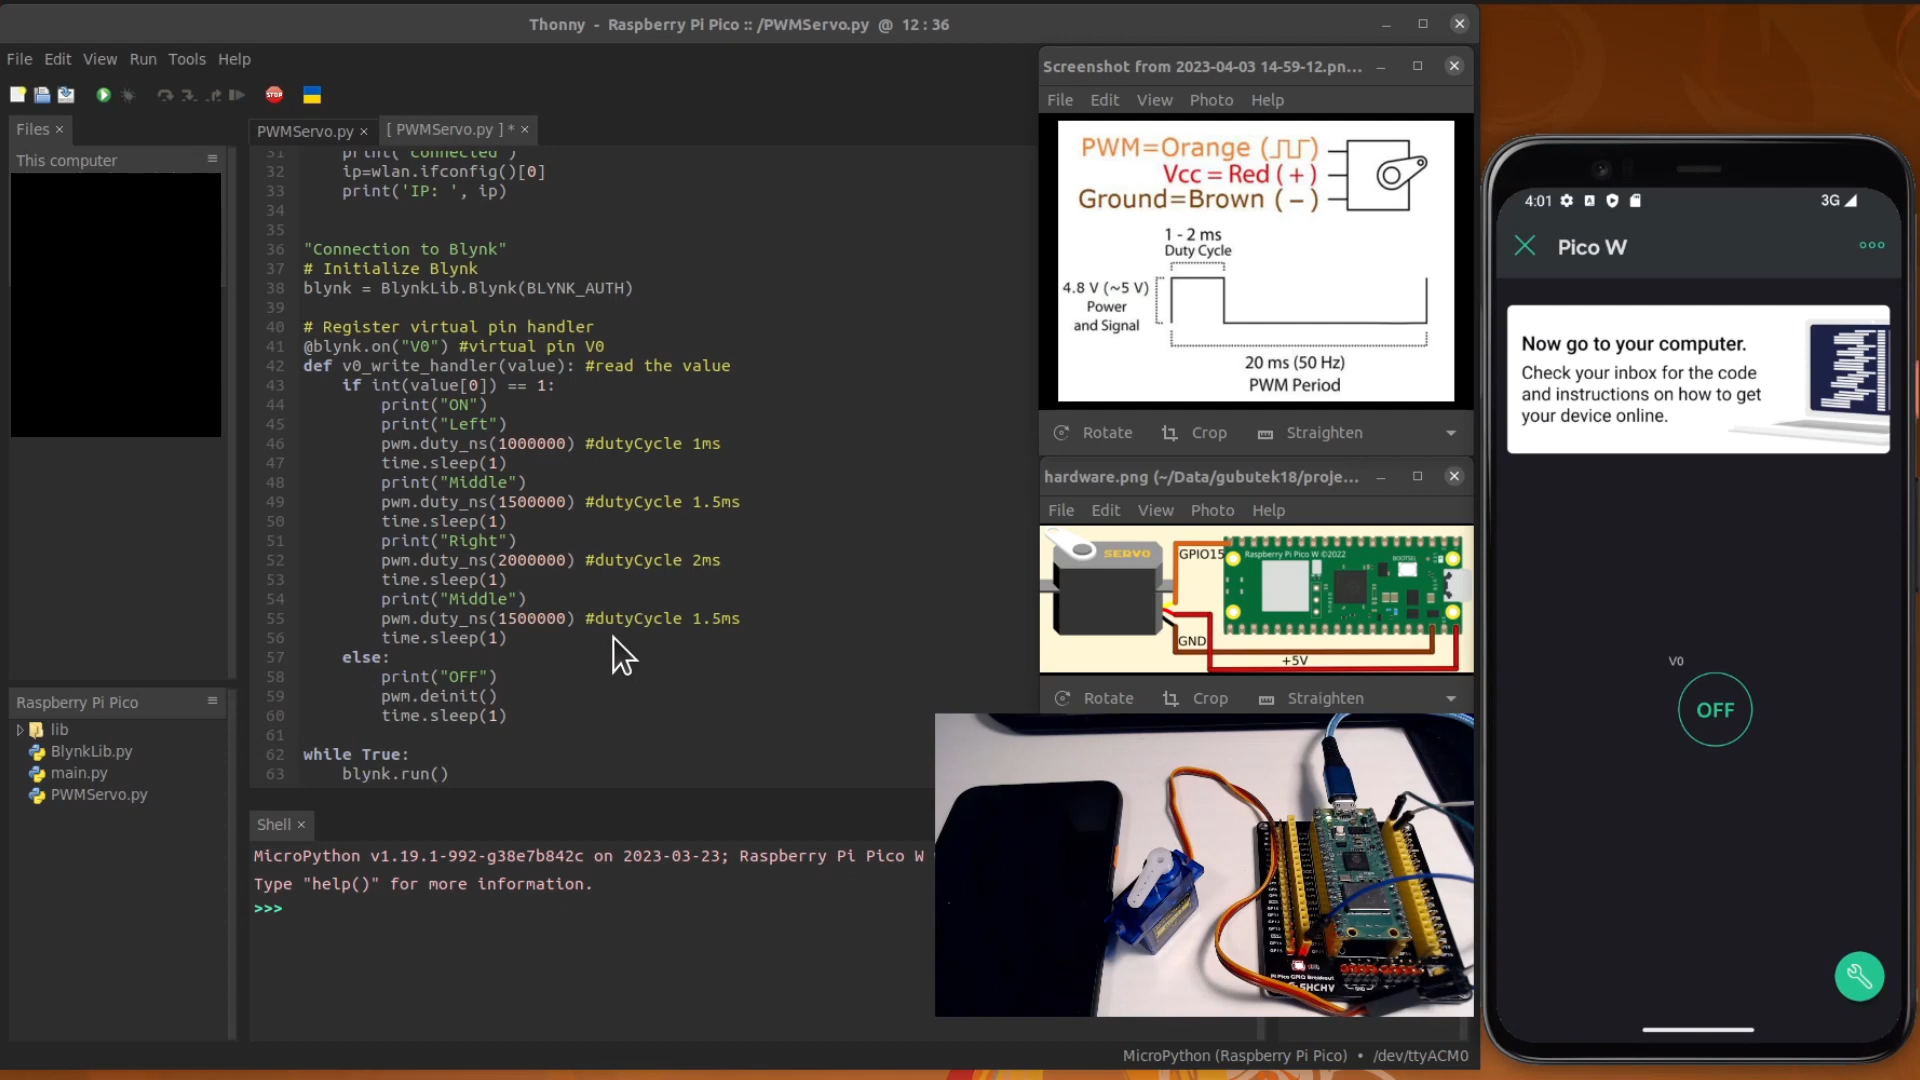 Thonny - Raspberry Pi Pico :: /PWMServo.py @ 12 : 36
File Edit View Run Tools Help
STOP
Files ×
This computer
PWMServo.py ×
[ PWMServo.py ] * ×
31 print('Connected')
32 ip=wlan.ifconfig()[0]
33 print('IP: ', ip)
34
35
36 "Connection to Blynk"
37 # Initialize Blynk
38 blynk = BlynkLib.Blynk(BLYNK_AUTH)
39
40 # Register virtual pin handler
41 @blynk.on("V0") #virtual pin V0
42 def v0_write_handler(value): #read the value
43 if int(value[0]) == 1:
44 print("ON")
45 print("Left")
46 pwm.duty_ns(1000000) #dutyCycle 1ms
47 time.sleep(1)
48 print("Middle")
49 pwm.duty_ns(1500000) #dutyCycle 1.5ms
50 time.sleep(1)
51 print("Right")
52 pwm.duty_ns(2000000) #dutyCycle 2ms
53 time.sleep(1)
54 print("Middle")
55 pwm.duty_ns(1500000) #dutyCycle 1.5ms
56 time.sleep(1)
57 else:
58 print("OFF")
59 pwm.deinit()
60 time.sleep(1)
61
62 while True:
63 blynk.run()
Raspberry Pi Pico
lib
BlynkLib.py
main.py
PWMServo.py
Shell ×
MicroPython v1.19.1-992-g38e7b842c on 2023-03-23; Raspberry Pi Pico W
Type "help()" for more information.
>>>
MicroPython (Raspberry Pi Pico) • /dev/ttyACM0
Screenshot from 2023-04-03 14-59-12.pn...
File Edit View Photo Help
PWM=Orange (
)
Vcc = Red ( + )
Ground=Brown ( – )
1 - 2 ms
Duty Cycle
4.8 V (~5 V)
Power
and Signal
20 ms (50 Hz)
PWM Period
Rotate Crop Straighten
hardware.png (~/Data/gubutek18/proje...
File Edit View Photo Help
SERVO
GPIO15
Raspberry Pi Pico W ©2022
BOOTSEL
GND
+5V
Rotate Crop Straighten
Pi Pico GPIO Breakout
4:01
3G
Pico W
Now go to your computer.
Check your inbox for the code
and instructions on how to get
your device online.
V0
OFF